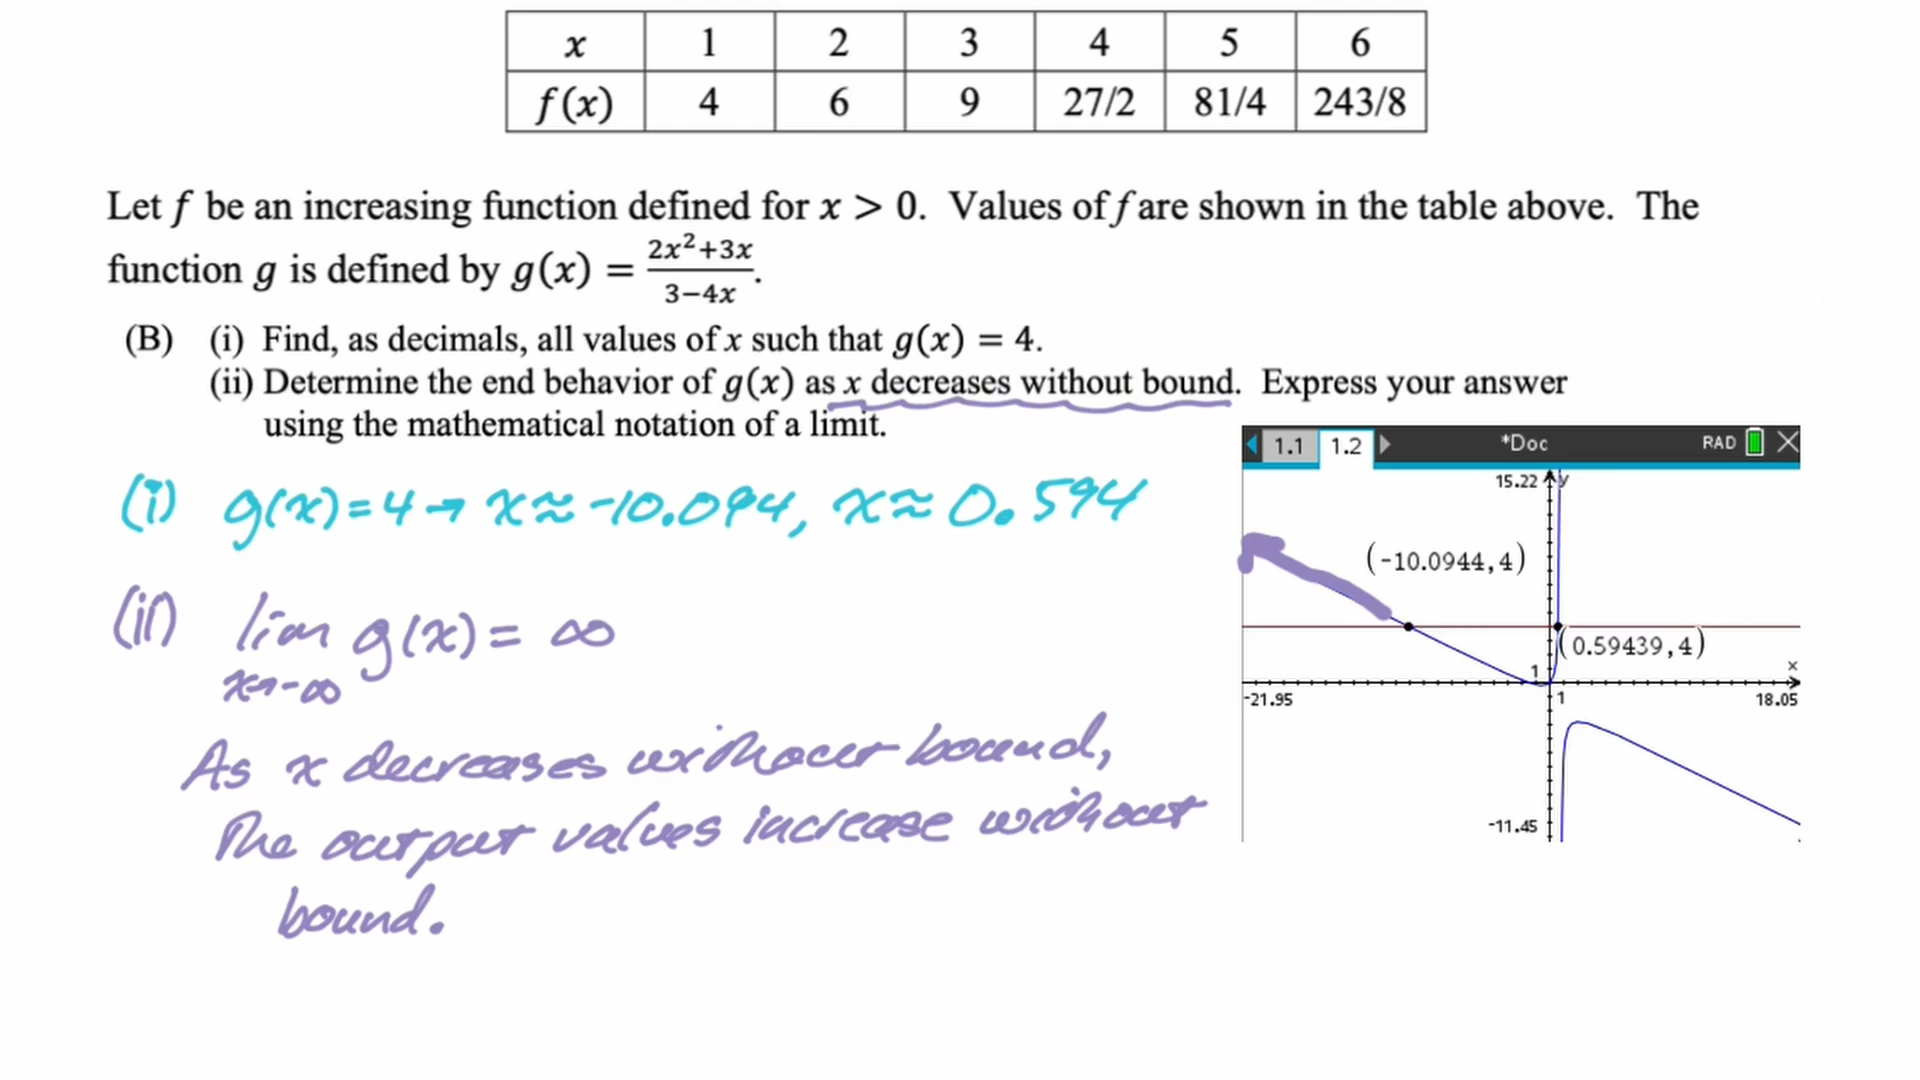 x 1 2 3 4 5 6
f(x) 4 6 9 27/2 81/4 243/8
Let f be an increasing function defined for x > 0. Values of f are shown in the table above. The
function g is defined by g(x) = (2x²+3x)/(3−4x).
(B) (i) Find, as decimals, all values of x such that g(x) = 4.
(ii) Determine the end behavior of g(x) as x decreases without bound. Express your answer
using the mathematical notation of a limit.
1.1 1.2 *Doc RAD
15.22 y
(-10.0944,4)
(0.59439,4)
1 x
-21.95 1 18.05
-11.45
(i) g(x)=4→ x≈-10.094, x≈0.594
(ii) lim g(x)= ∞
x→-∞
As x decreases without bound,
The output values increase without
bound.